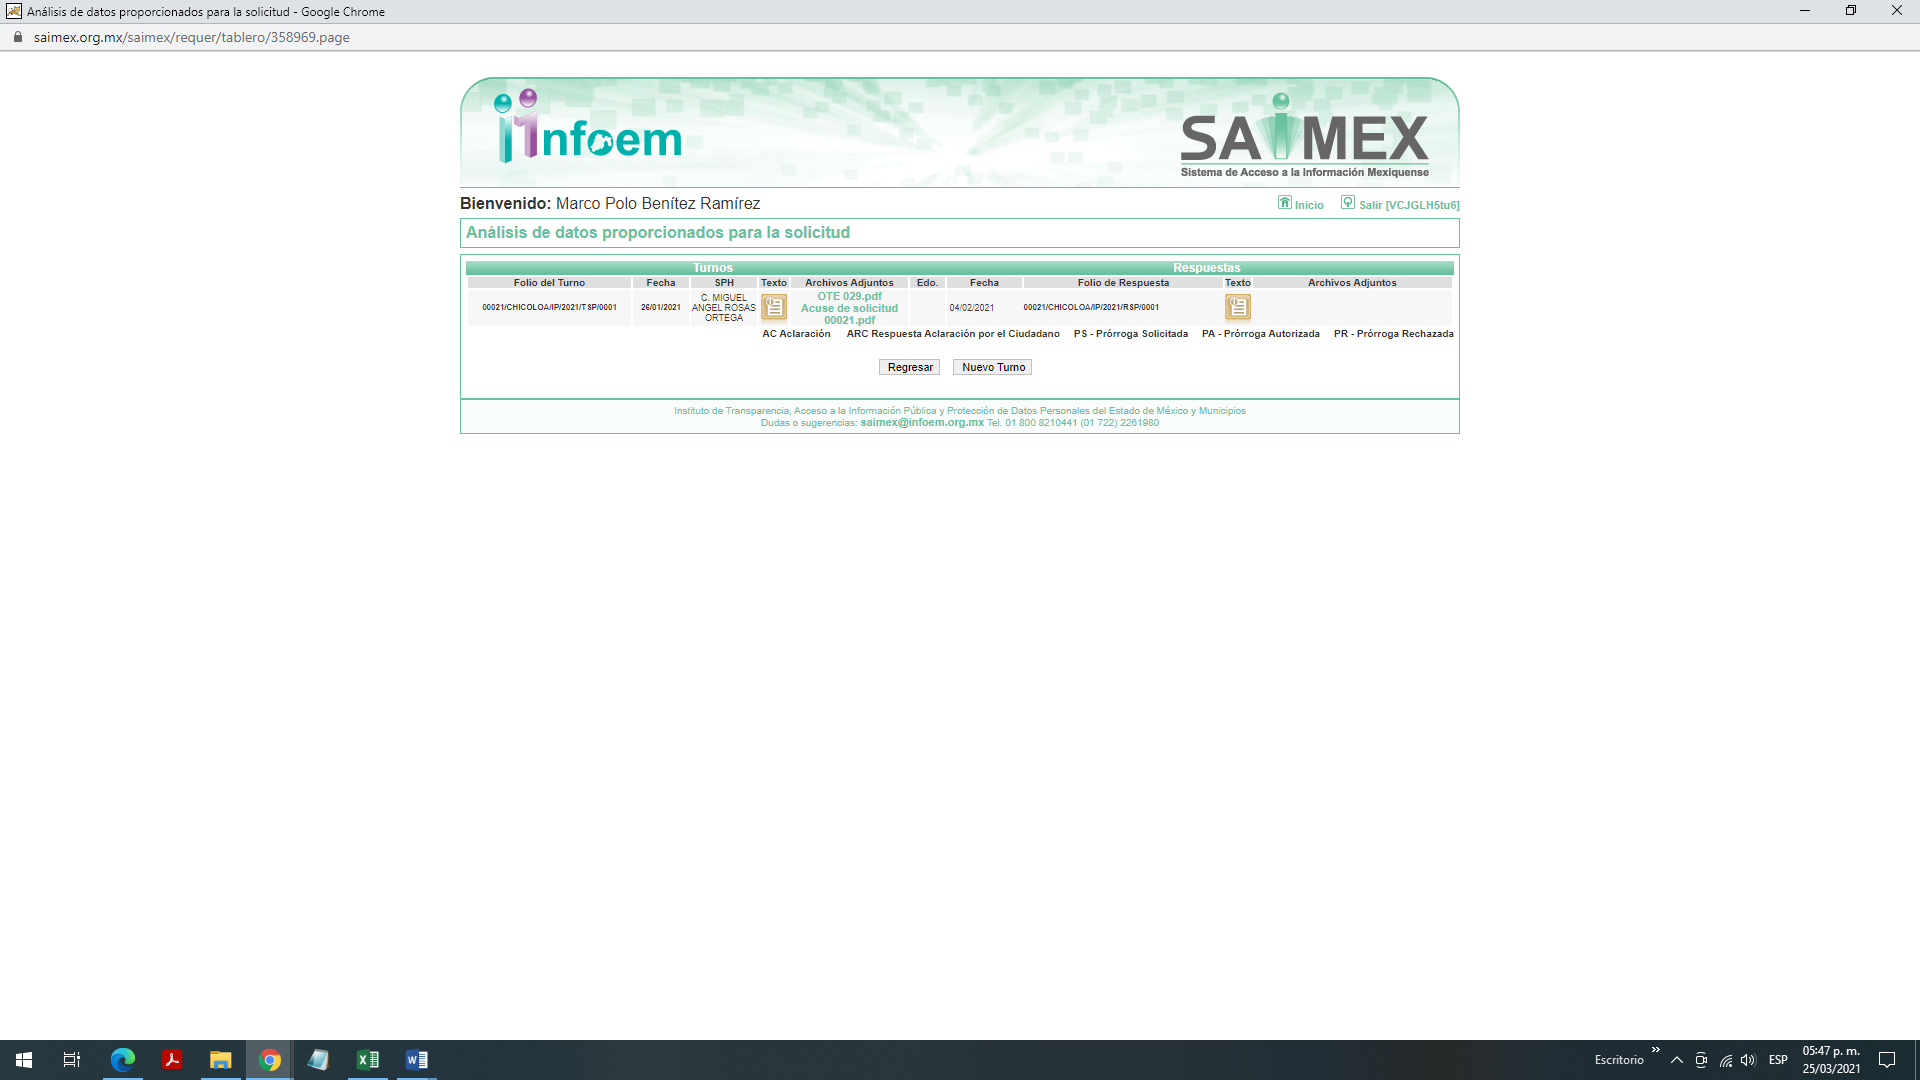 Análisis de datos proporcionados para la solicitud - Google Chrome
saimex.org.mx/saimex/requer/tablero/358969.page
infoem
SAIMEX
Sistema de Acceso a la Información Mexiquense
Bienvenido: Marco Polo Benítez Ramírez
Inicio Salir [VCJGLH5tu6]
Análisis de datos proporcionados para la solicitud
Turnos Respuestas
Folio del Turno Fecha SPH Texto Archivos Adjuntos Edo. Fecha Folio de Respuesta Texto Archivos Adjuntos
00021/CHICOLOA/IP/2021/TSP/0001 26/01/2021 C. MIGUEL ANGEL ROSAS ORTEGA OTE 029.pdf Acuse de solicitud 00021.pdf 04/02/2021 00021/CHICOLOA/IP/2021/RSP/0001
AC Aclaración ARC Respuesta Aclaración por el Ciudadano PS - Prórroga Solicitada PA - Prórroga Autorizada PR - Prórroga Rechazada
Regresar Nuevo Turno
Instituto de Transparencia, Acceso a la Información Pública y Protección de Datos Personales del Estado de México y Municipios
Dudas o sugerencias: saimex@infoem.org.mx Tel. 01 800 8210441 (01 722) 2261980
Escritorio » ESP 05:47 p. m.
25/03/2021